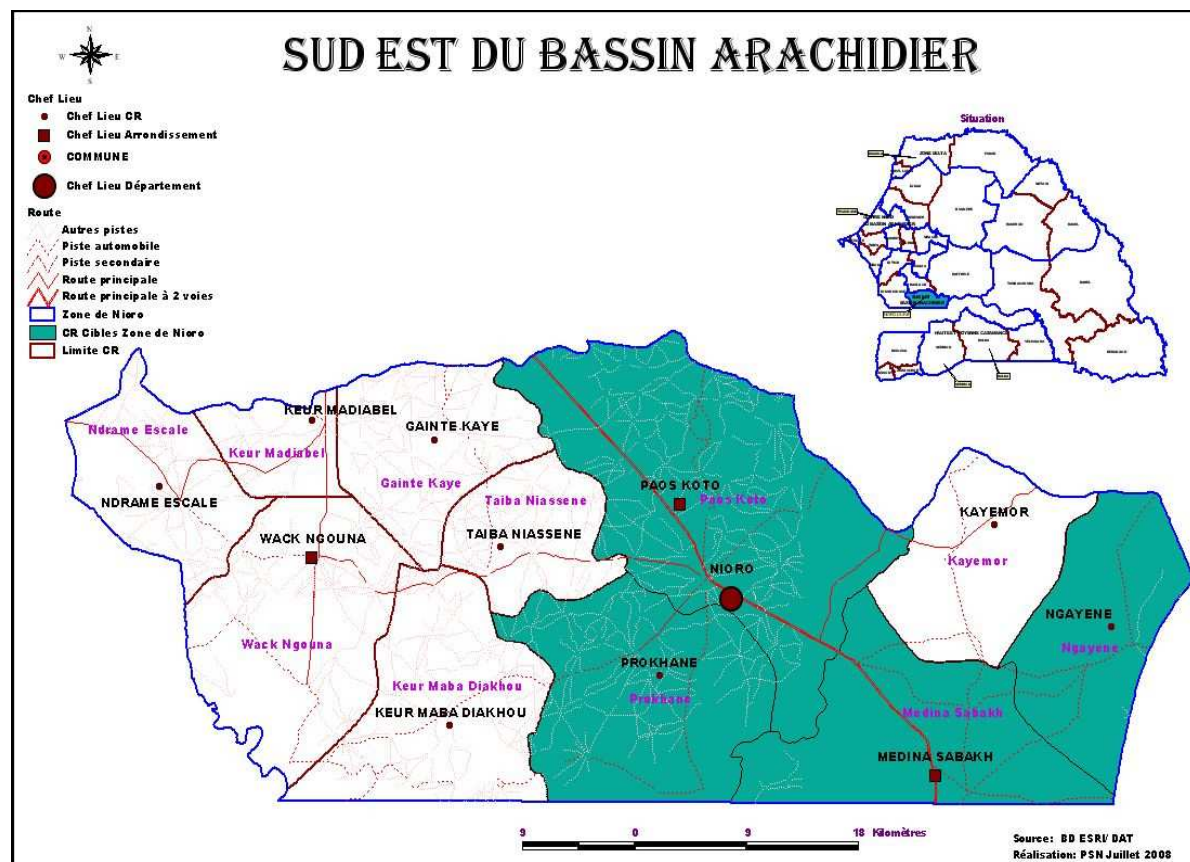 SUD EST DU BASSIN ARACHIDIER
N
W E
S
Chef Lieu
Chef Lieu CR
Chef Lieu Arrondissement
COMMUNE
Chef Lieu Département
Route
Autres pistes
Piste automobile
Piste secondaire
Route principale
Route principale à 2 voies
Zone de Nioro
CR Cibles Zone de Nioro
Limite CR
Situation
KEUR MADIABEL
Ndrame Escale
Keur Madiabel
GAINTE KAYE
Gainte Kaye
NDRAME ESCALE
Taiba Niassene
PAOS KOTO
Paos Koto
KAYEMOR
WACK NGOUNA
TAIBA NIASSENE
Kayemor
NIORO
NGAYENE
Wack Ngouna
Ngayene
PROKHANE
Keur Maba Diakhou
Prokhane
KEUR MABA DIAKHOU
Medina Sabakh
MEDINA SABAKH
9 0 9 18 Kilomètres
Source: BD ESRI/ DAT
Réalisation: PSN Juillet 2008